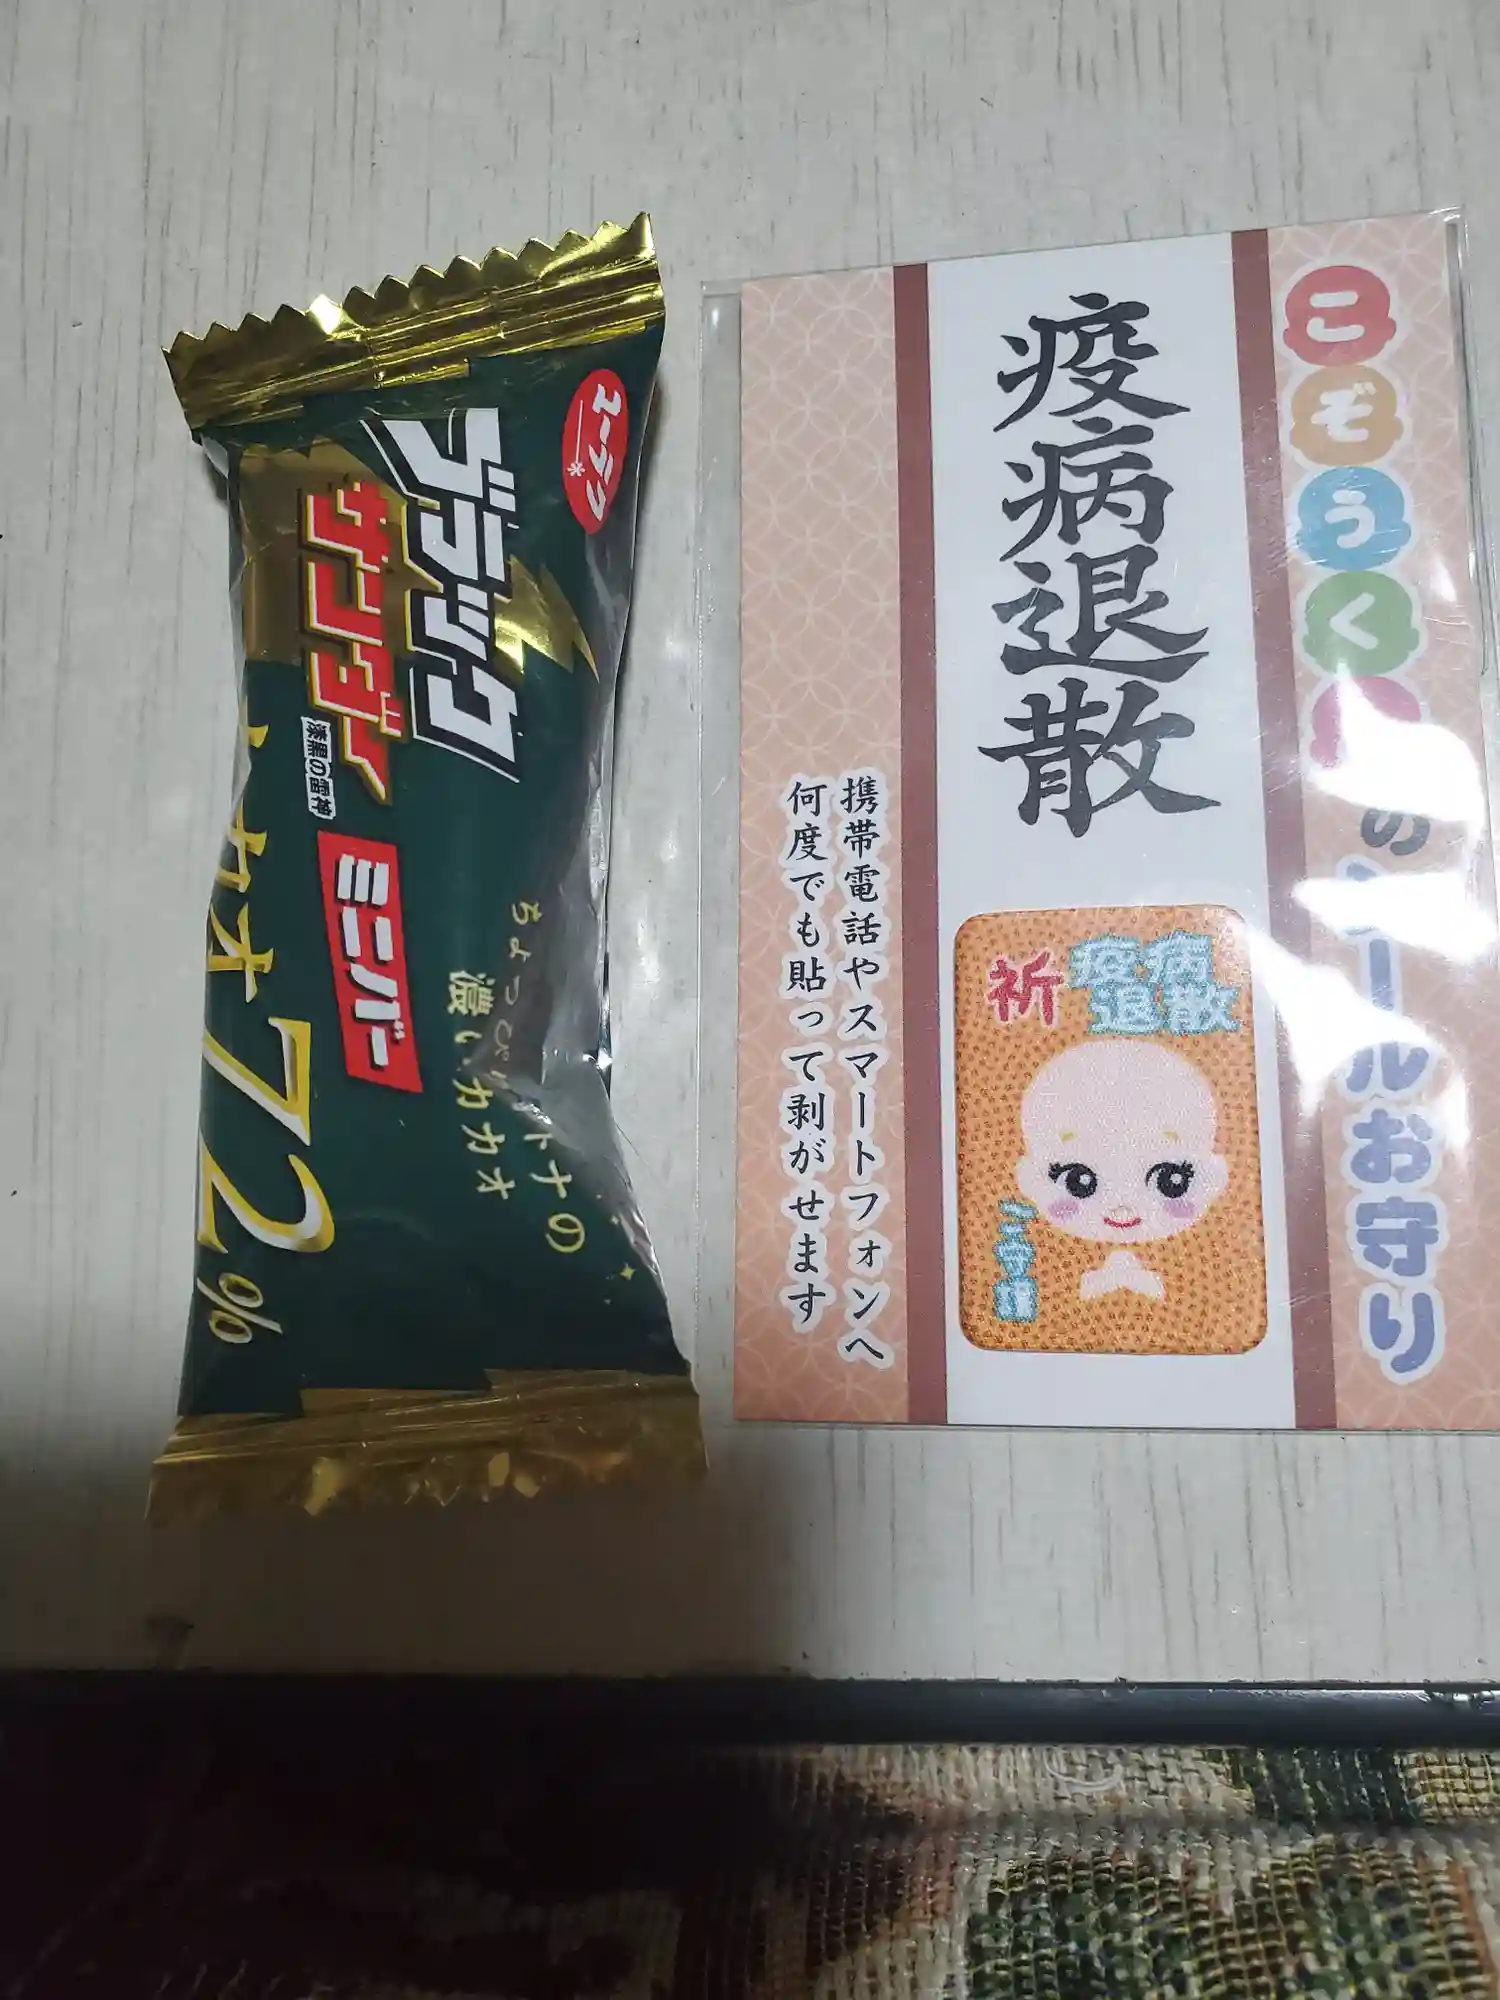 ユーラク
ブラック
サンダー
漆黒の雷神
ミニバー
ちょっぴりオトナの
濃いカカオ
カカオ72%
こぞうくんのシールお守り
疫病退散
祈
疫病
退散
携帯電話やスマートフォンへ
何度でも貼って剥がせます